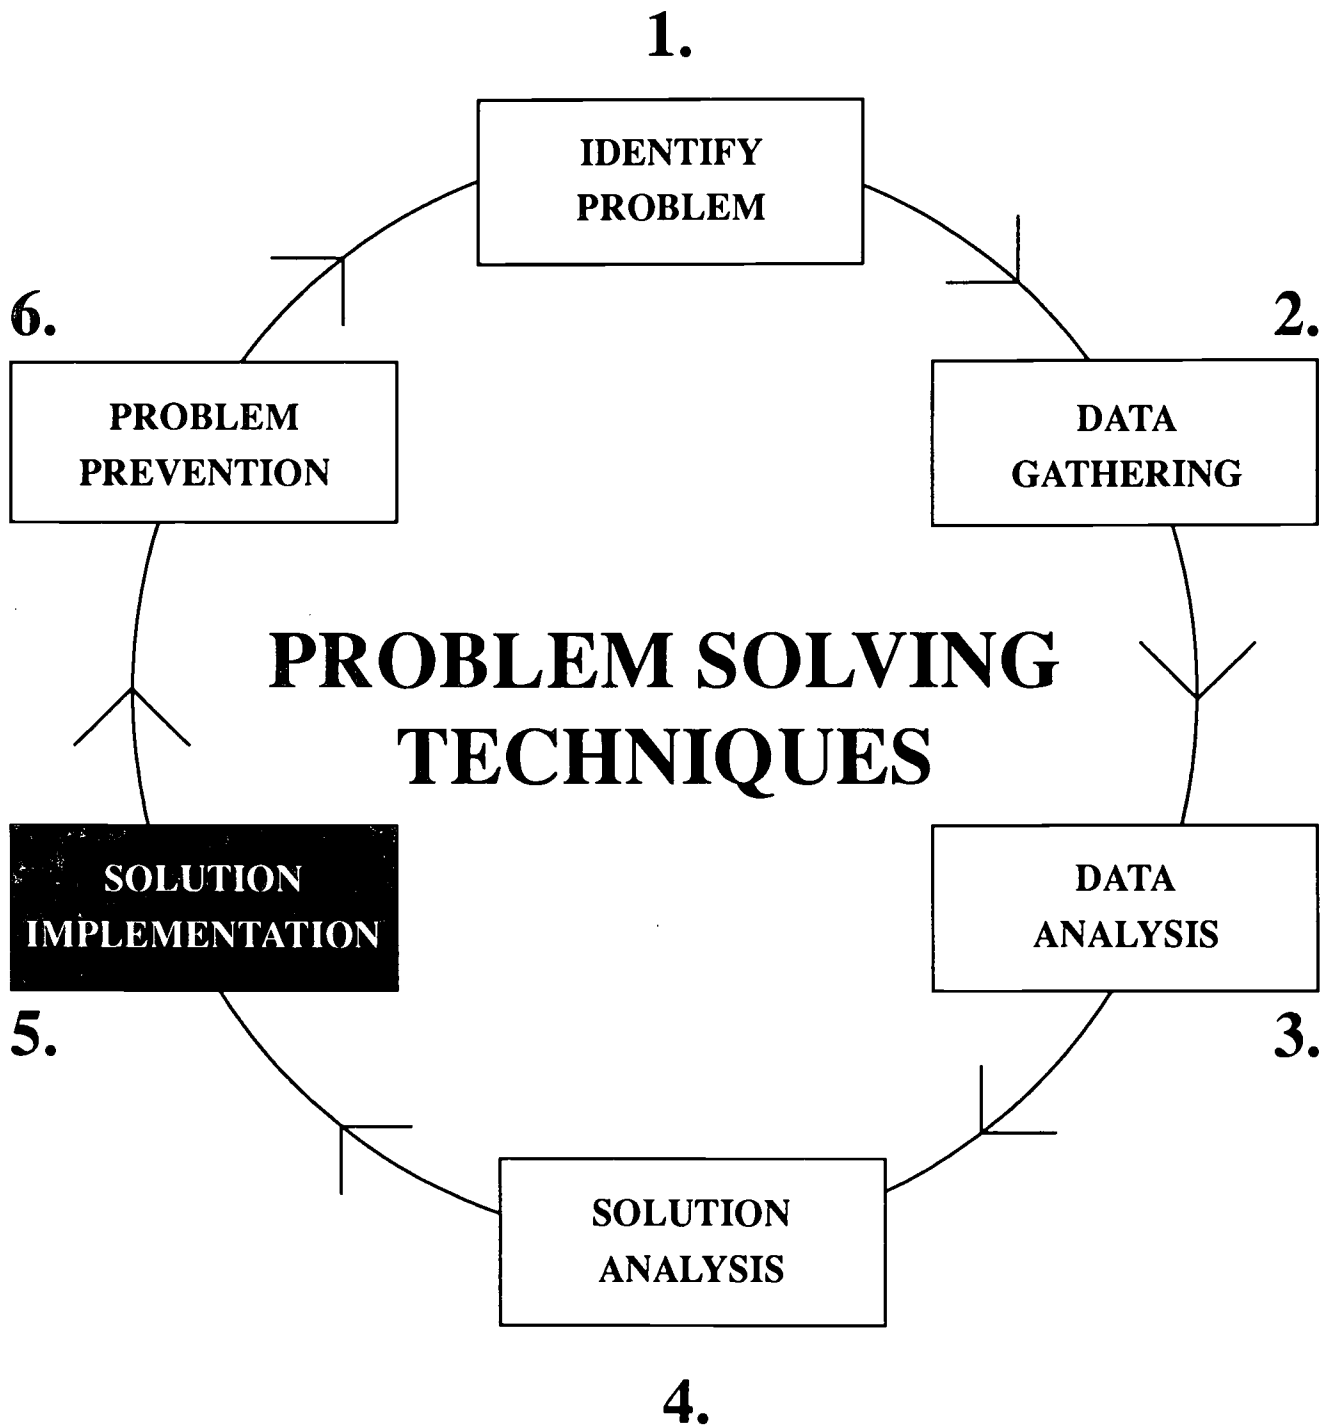 1.
IDENTIFY
PROBLEM
2.
DATA
GATHERING
3.
DATA
ANALYSIS
4.
SOLUTION
ANALYSIS
5.
SOLUTION
IMPLEMENTATION
6.
PROBLEM
PREVENTION
PROBLEM SOLVING
TECHNIQUES